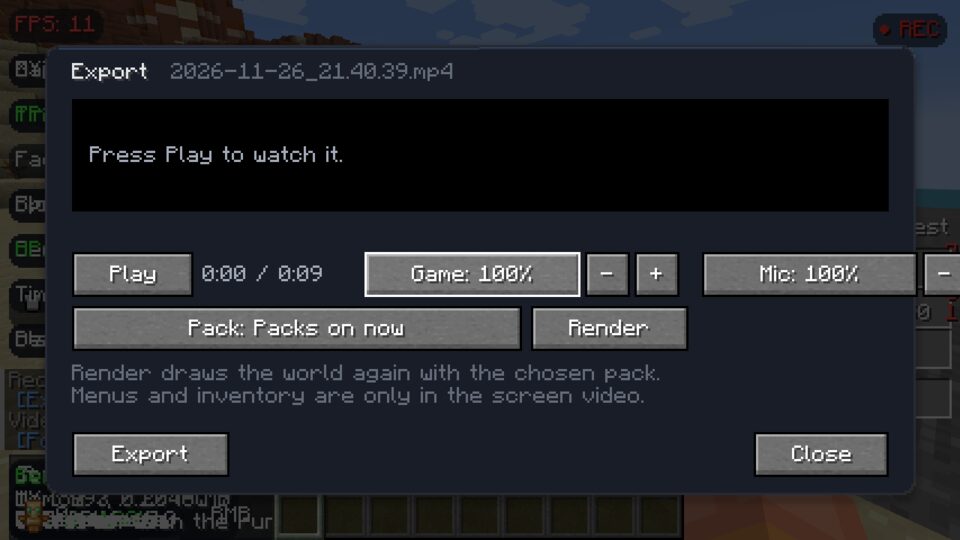 FPS: 11
REC
Export 2026-11-26_21.40.39.mp4
Press Play to watch it.
Play 0:00 / 0:09 Game: 100% - + Mic: 100% -
Pack: Packs on now Render
Render draws the world again with the chosen pack.
Menus and inventory are only in the screen video.
Export Close